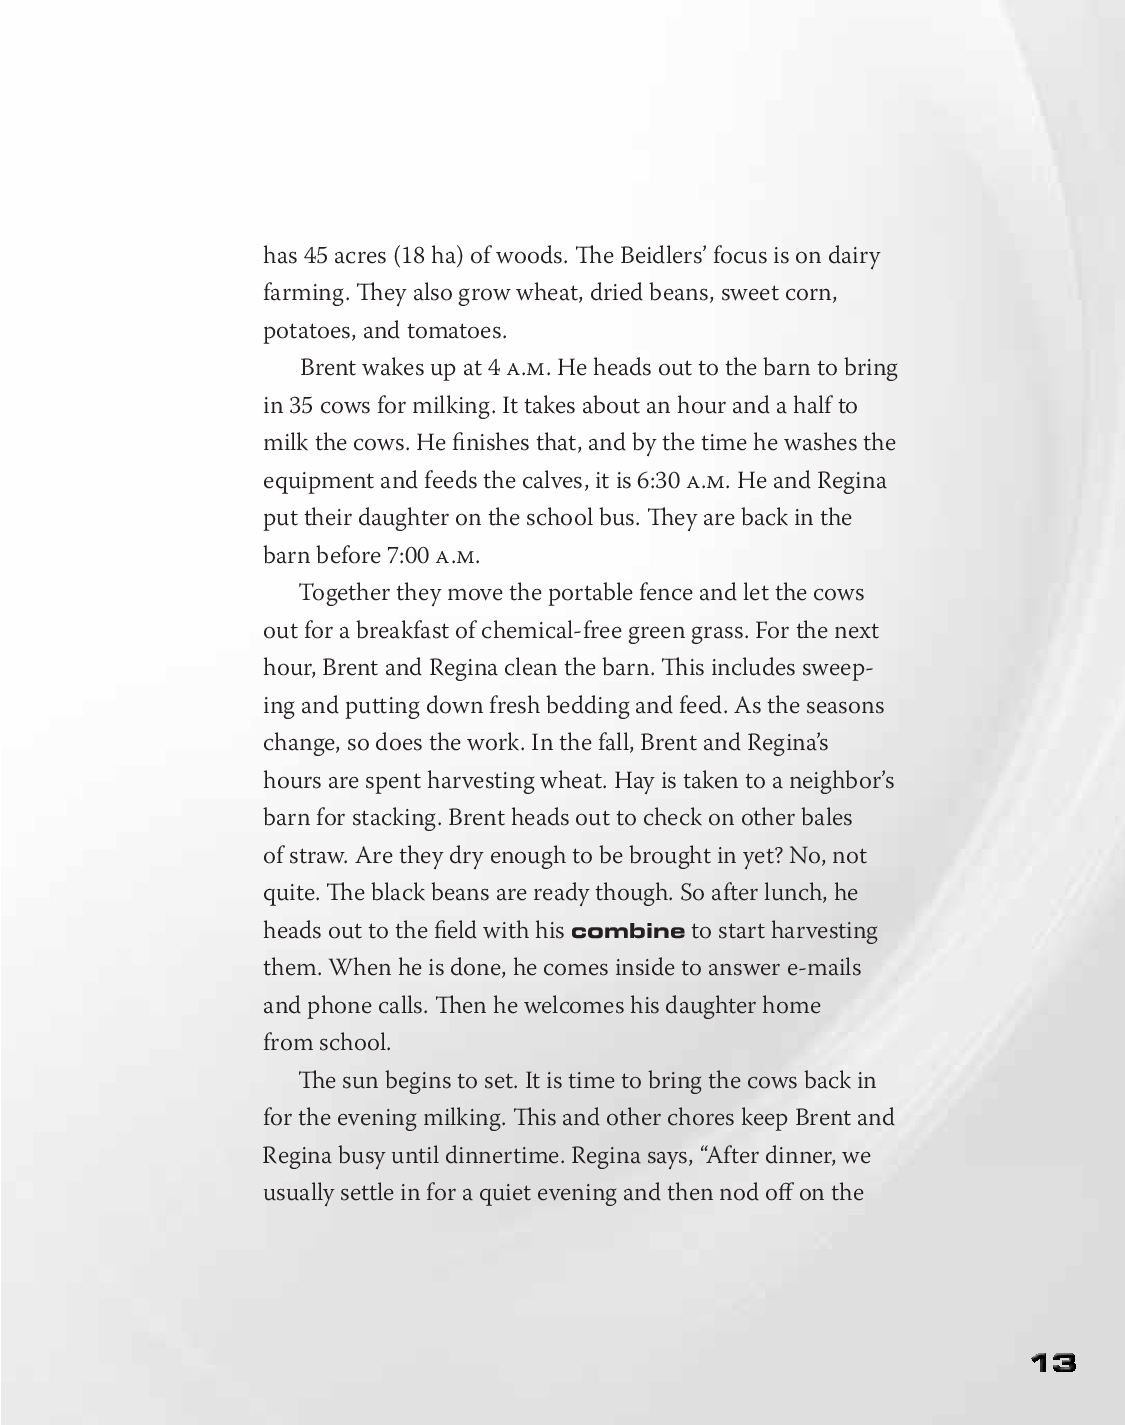 has 45 acres (18 ha) of woods. The Beidlers’ focus is on dairy
farming. They also grow wheat, dried beans, sweet corn,
potatoes, and tomatoes.
Brent wakes up at 4 A.M. He heads out to the barn to bring
in 35 cows for milking. It takes about an hour and a half to
milk the cows. He finishes that, and by the time he washes the
equipment and feeds the calves, it is 6:30 A.M. He and Regina
put their daughter on the school bus. They are back in the
barn before 7:00 A.M.
Together they move the portable fence and let the cows
out for a breakfast of chemical-free green grass. For the next
hour, Brent and Regina clean the barn. This includes sweep-
ing and putting down fresh bedding and feed. As the seasons
change, so does the work. In the fall, Brent and Regina’s
hours are spent harvesting wheat. Hay is taken to a neighbor’s
barn for stacking. Brent heads out to check on other bales
of straw. Are they dry enough to be brought in yet? No, not
quite. The black beans are ready though. So after lunch, he
heads out to the field with his combine to start harvesting
them. When he is done, he comes inside to answer e-mails
and phone calls. Then he welcomes his daughter home
from school.
The sun begins to set. It is time to bring the cows back in
for the evening milking. This and other chores keep Brent and
Regina busy until dinnertime. Regina says, “After dinner, we
usually settle in for a quiet evening and then nod off on the
13